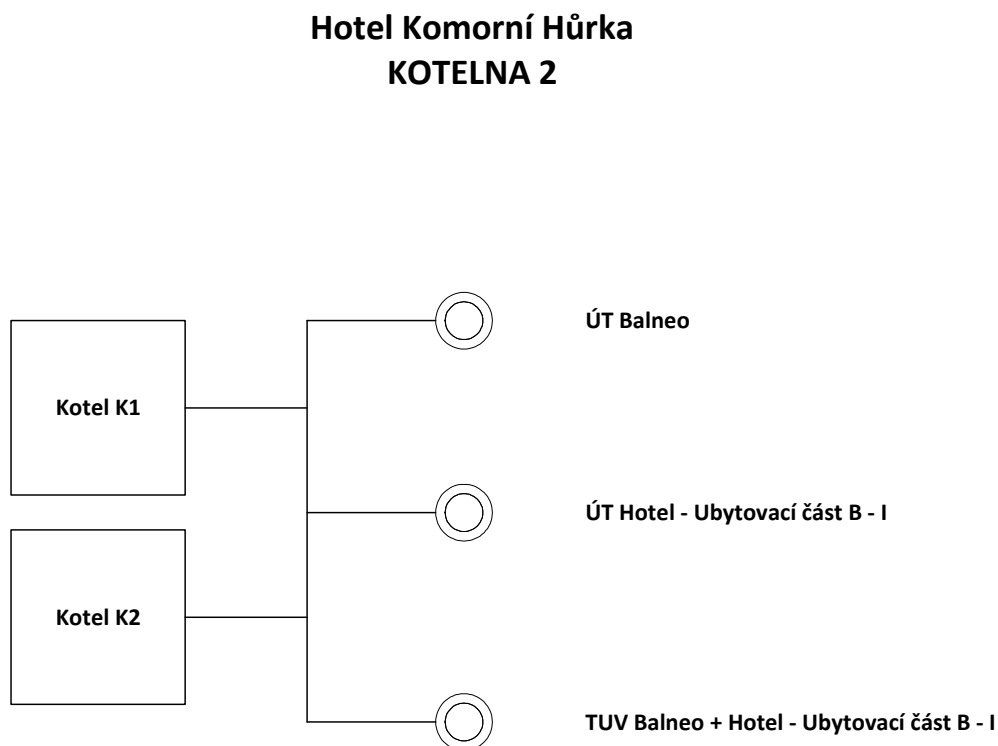 Hotel Komorní Hůrka
KOTELNA 2
ÚT Balneo
Kotel K1
ÚT Hotel - Ubytovací část B - I
Kotel K2
TUV Balneo + Hotel - Ubytovací část B - I